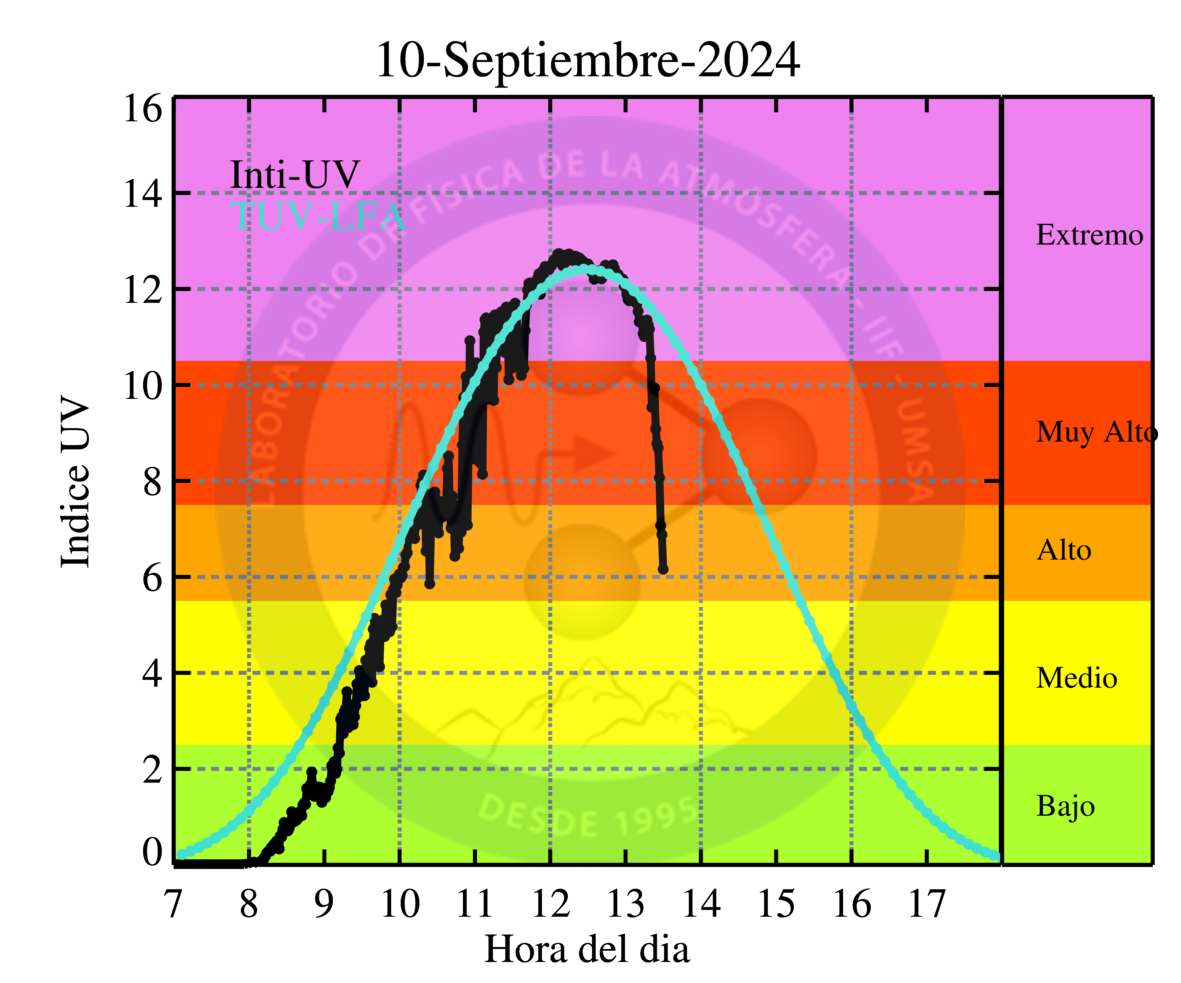 10-Septiembre-2024
16
14
12
10
8
6
4
2
0
Indice UV
Inti-UV
TUV-LFA
LABORATORIO DE FÍSICA DE LA ATMÓSFERA - IIF - UMSA
DESDE 1995
Extremo
Muy Alto
Alto
Medio
Bajo
7 8 9 10 11 12 13 14 15 16 17
Hora del dia